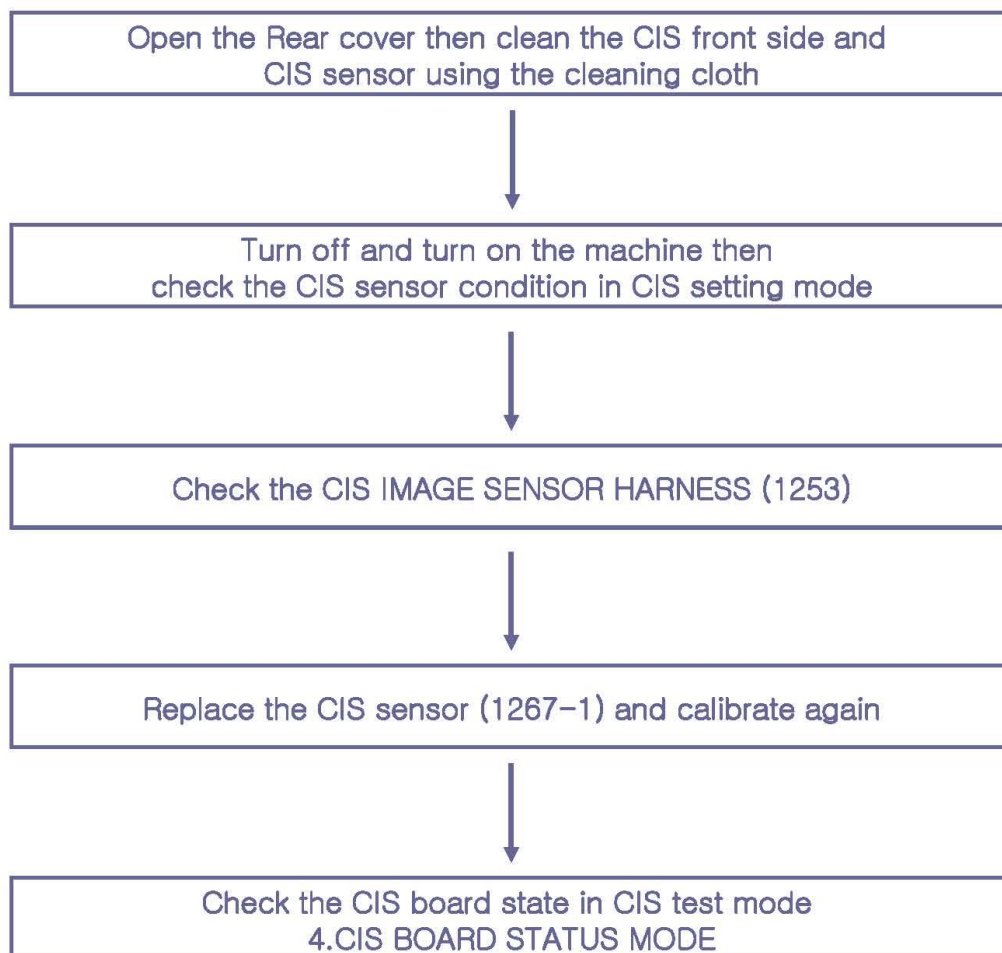 Open the Rear cover then clean the CIS front side and
CIS sensor using the cleaning cloth
Turn off and turn on the machine then
check the CIS sensor condition in CIS setting mode
Check the CIS IMAGE SENSOR HARNESS (1253)
Replace the CIS sensor (1267-1) and calibrate again
Check the CIS board state in CIS test mode
4.CIS BOARD STATUS MODE